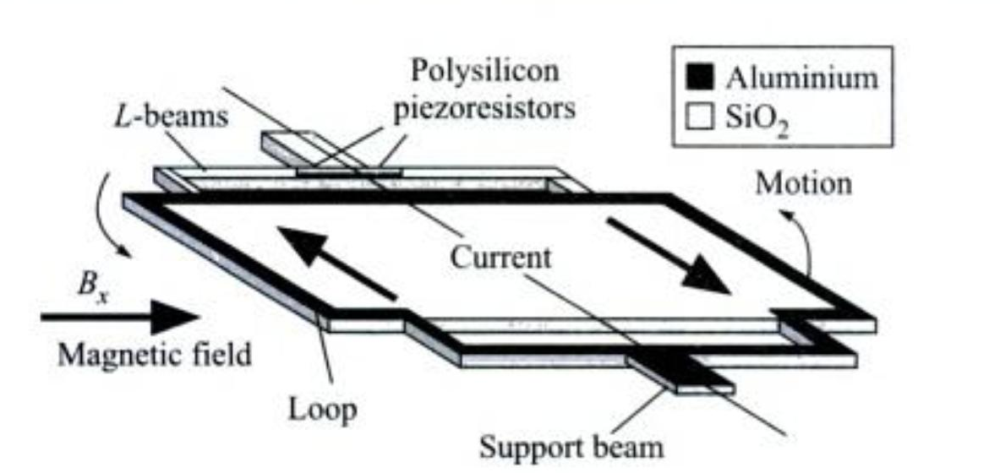 Polysilicon
piezoresistors
L-beams
Aluminium
SiO₂
Motion
Current
Bₓ
Magnetic field
Loop
Support beam